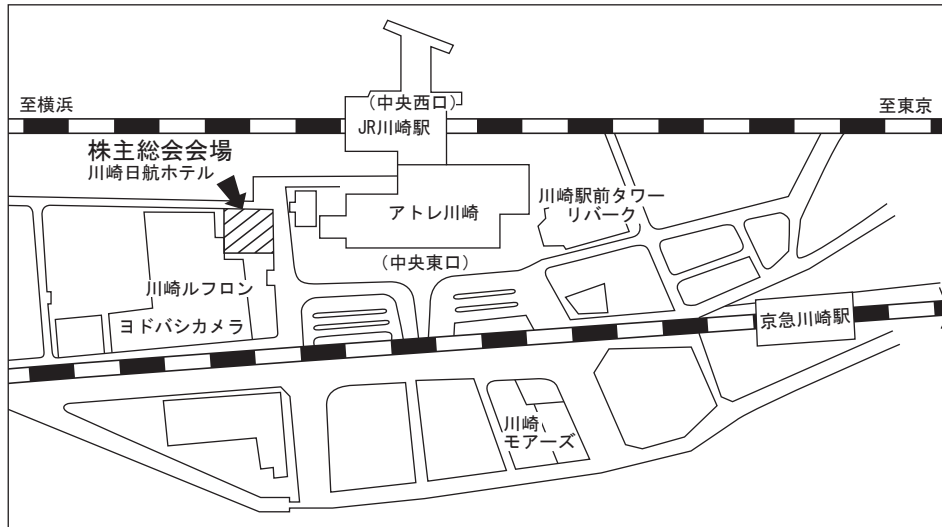 (中央西口)
至横浜
至東京
JR川崎駅
株主総会会場
川崎日航ホテル
川崎駅前タワー
リバーク
アトレ川崎
(中央東口)
川崎ルフロン
ヨドバシカメラ
京急川崎駅
川崎
モアーズ